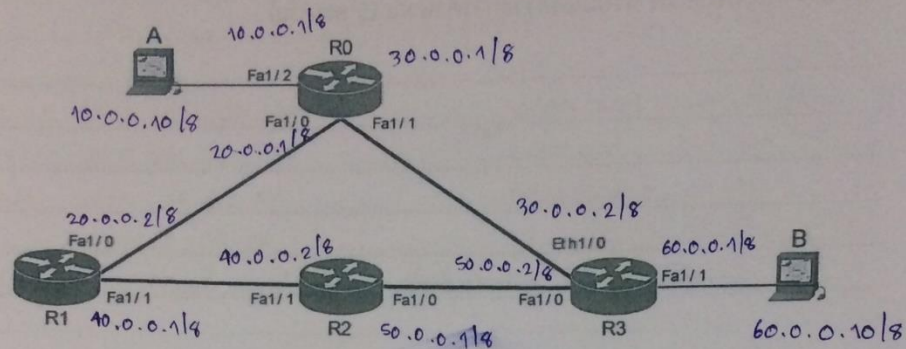 10.0.0.1/8
A
R0
30.0.0.1/8
Fa1/2
10.0.0.10/8
Fa1/0
Fa1/1
20.0.0.1/8
20.0.0.2/8
30.0.0.2/8
Fa1/0
40.0.0.2/8
Eth1/0
60.0.0.1/8
B
50.0.0.2/8
Fa1/1
Fa1/1
Fa1/1
Fa1/0
Fa1/0
R1
40.0.0.1/8
R2
50.0.0.1/8
R3
60.0.0.10/8